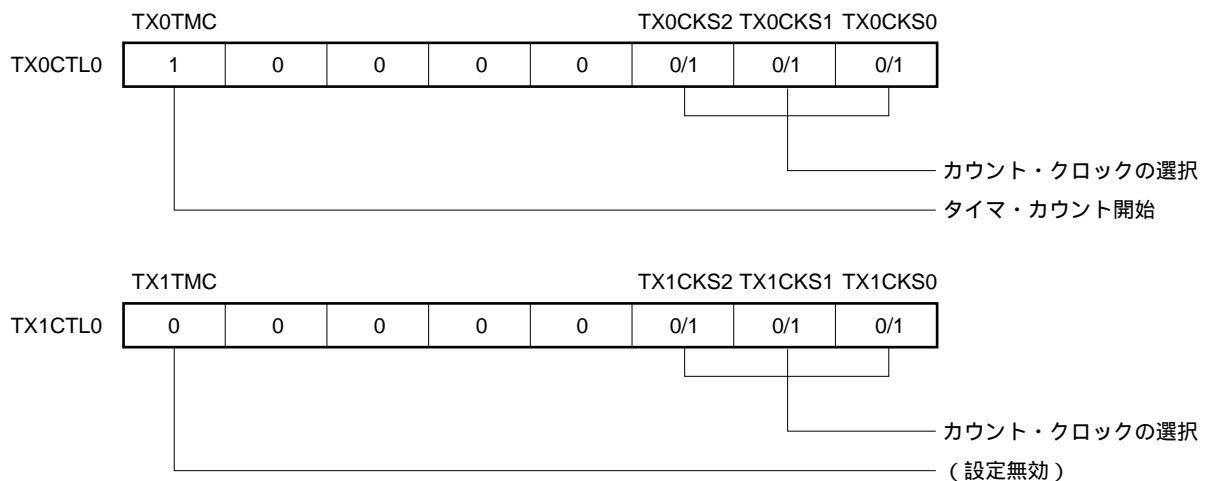 TX0TMC TX0CKS2 TX0CKS1 TX0CKS0
TX0CTL0 1 0 0 0 0 0/1 0/1 0/1
カウント・クロックの選択
タイマ・カウント開始
TX1TMC TX1CKS2 TX1CKS1 TX1CKS0
TX1CTL0 0 0 0 0 0 0/1 0/1 0/1
カウント・クロックの選択
（設定無効）